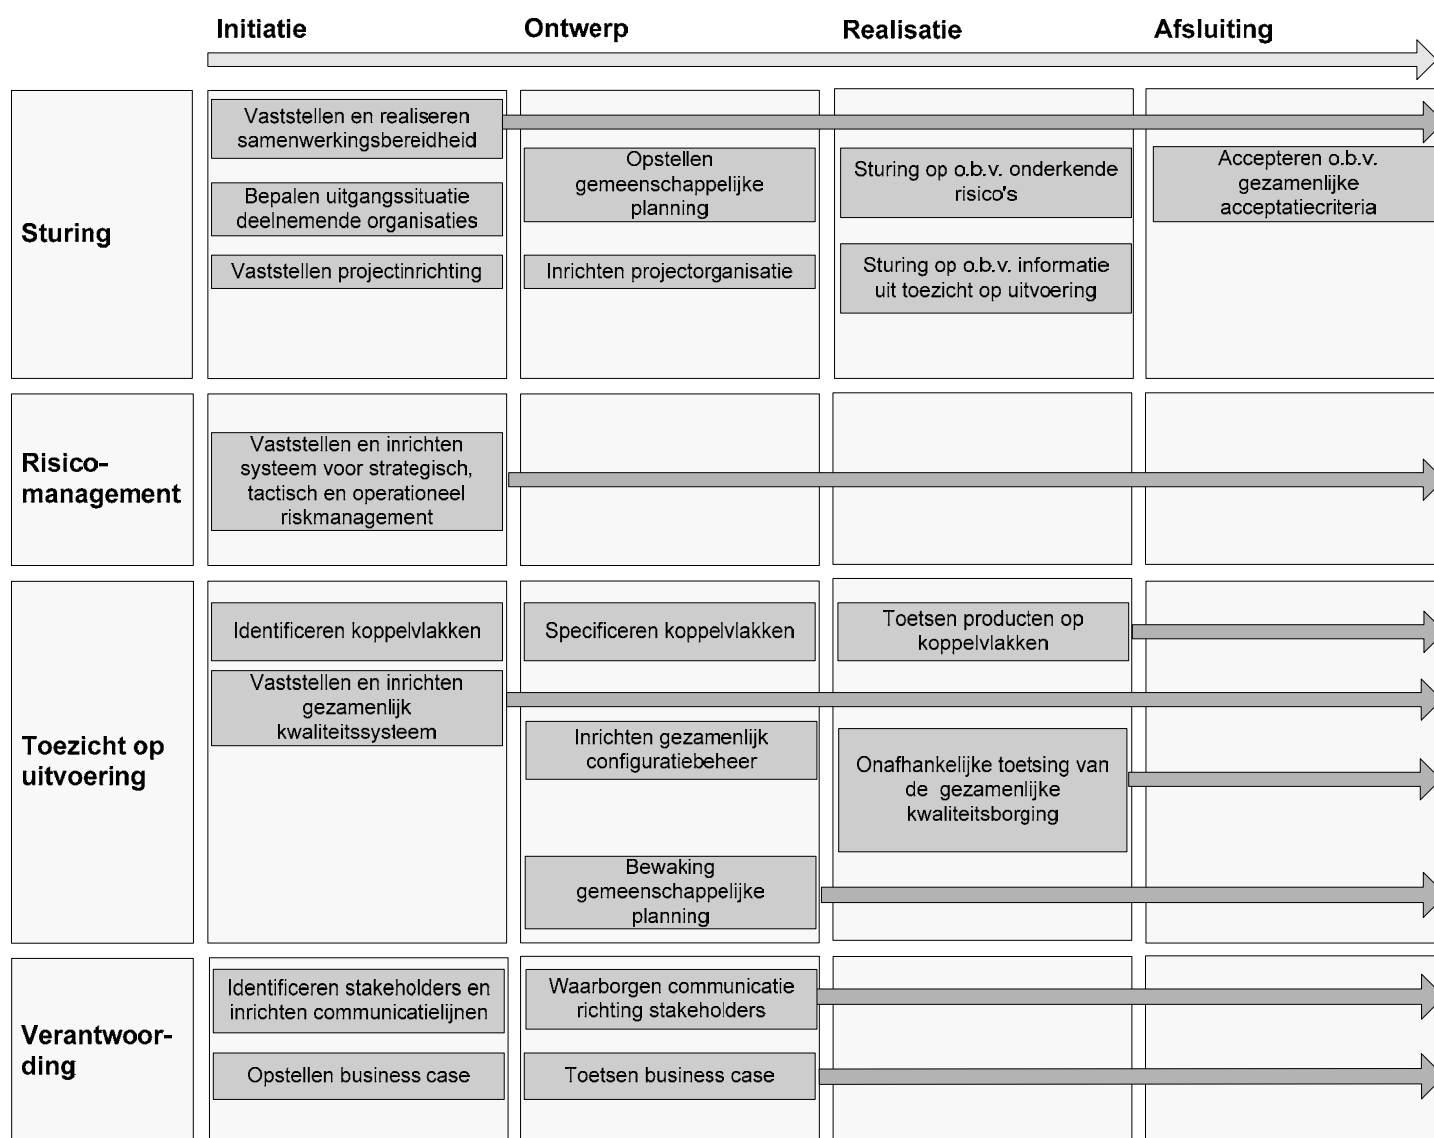 Initiatie
Ontwerp
Realisatie
Afsluiting
Sturing
Vaststellen en realiseren
samenwerkingsbereidheid
Bepalen uitgangssituatie
deelnemende organisaties
Vaststellen projectinrichting
Opstellen
gemeenschappelijke
planning
Inrichten projectorganisatie
Sturing op o.b.v. onderkende
risico's
Sturing op o.b.v. informatie
uit toezicht op uitvoering
Accepteren o.b.v.
gezamenlijke
acceptatiecriteria
Risico-
management
Vaststellen en inrichten
systeem voor strategisch,
tactisch en operationeel
riskmanagement
Toezicht op
uitvoering
Identificeren koppelvlakken
Vaststellen en inrichten
gezamenlijk
kwaliteitssysteem
Specificeren koppelvlakken
Inrichten gezamenlijk
configuratiebeheer
Bewaking
gemeenschappelijke
planning
Toetsen producten op
koppelvlakken
Onafhankelijke toetsing van
de gezamenlijke
kwaliteitsborging
Verantwoor-
ding
Identificeren stakeholders en
inrichten communicatielijnen
Opstellen business case
Waarborgen communicatie
richting stakeholders
Toetsen business case